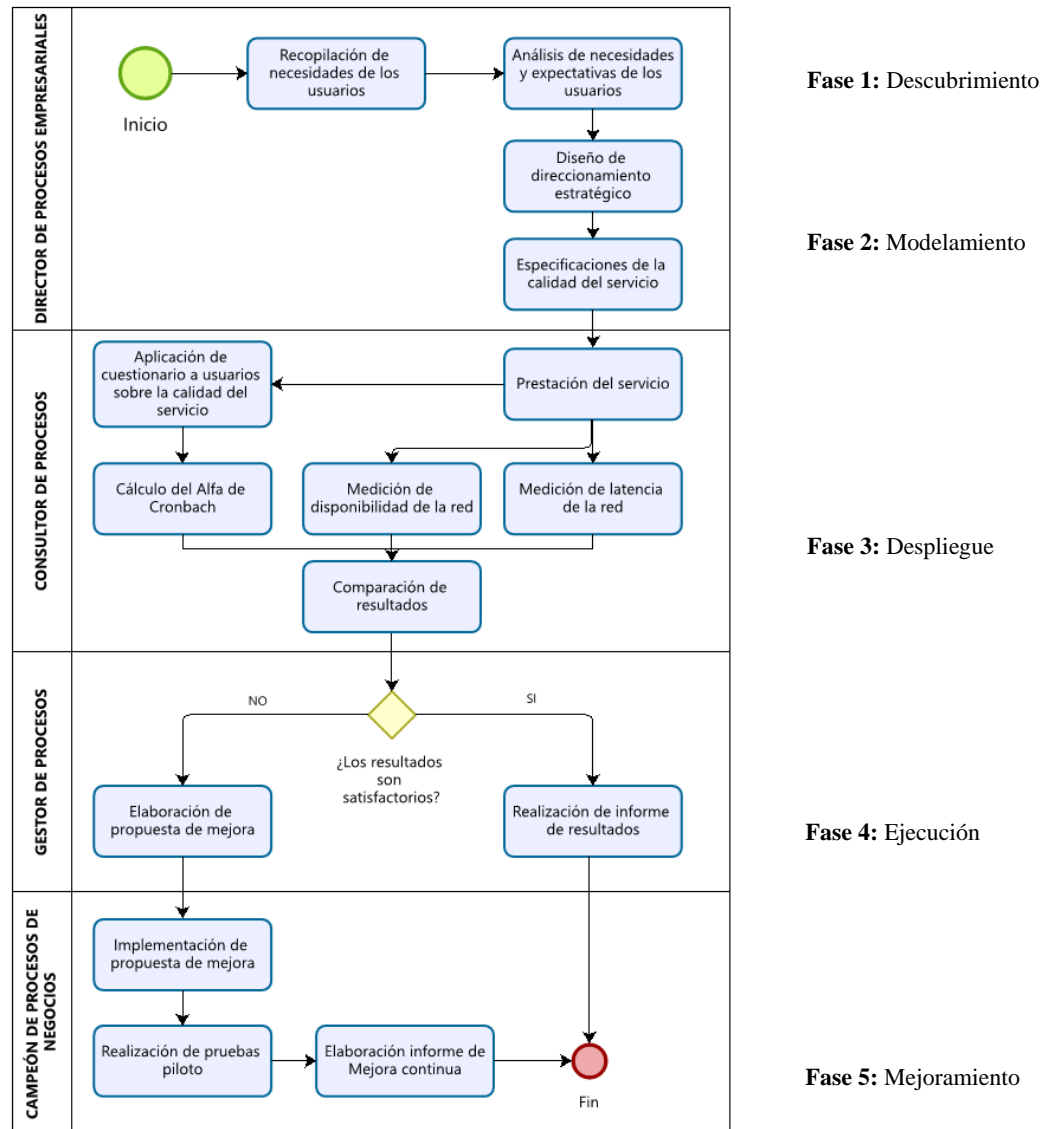 DIRECTOR DE PROCESOS EMPRESARIALES
Inicio
Recopilación de
necesidades de los
usuarios
Análisis de necesidades
y expectativas de los
usuarios
Diseño de
direccionamiento
estratégico
Especificaciones de la
calidad del servicio
Fase 1: Descubrimiento
Fase 2: Modelamiento
CONSULTOR DE PROCESOS
Aplicación de
cuestionario a usuarios
sobre la calidad del
servicio
Prestación del servicio
Cálculo del Alfa de
Cronbach
Medición de
disponibilidad de la red
Medición de latencia
de la red
Comparación de
resultados
Fase 3: Despliegue
GESTOR DE PROCESOS
NO
SI
¿Los resultados
son
satisfactorios?
Elaboración de
propuesta de mejora
Realización de informe
de resultados
Fase 4: Ejecución
CAMPEÓN DE PROCESOS DE
NEGOCIOS
Implementación de
propuesta de mejora
Realización de pruebas
piloto
Elaboración informe de
Mejora continua
Fin
Fase 5: Mejoramiento